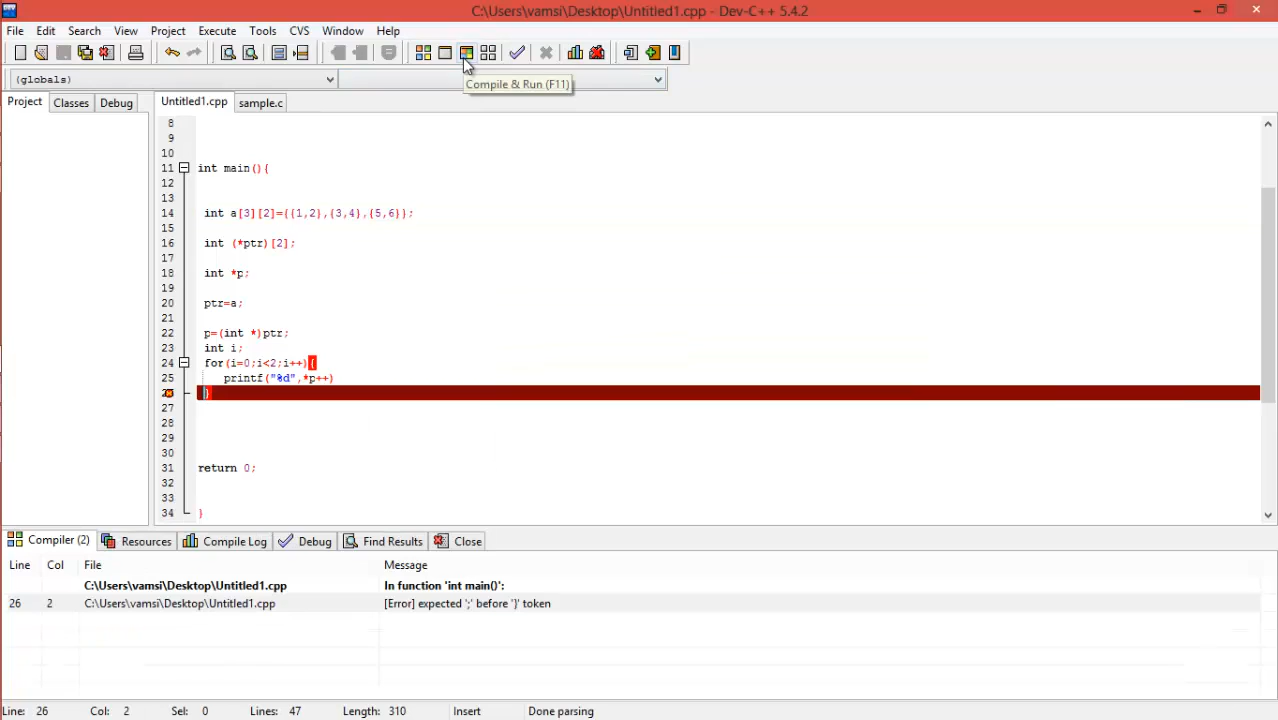 C:\Users\vamsi\Desktop\Untitled1.cpp - Dev-C++ 5.4.2
File Edit Search View Project Execute Tools CVS Window Help
Compile & Run (F11)
(globals)
Project Classes Debug Untitled1.cpp sample.c
8
9
10
11 int main(){
12
13
14 int a[3][2]={{1,2},{3,4},{5,6}};
15
16 int (*ptr)[2];
17
18 int *p;
19
20 ptr=a;
21
22 p=(int *)ptr;
23 int i;
24 for(i=0;i<2;i++){
25 printf("%d",*p++)
}
27
28
29
30
31 return 0;
32
33
34 }
Compiler (2) Resources Compile Log Debug Find Results Close
Line Col File Message
C:\Users\vamsi\Desktop\Untitled1.cpp In function 'int main()':
26 2 C:\Users\vamsi\Desktop\Untitled1.cpp [Error] expected ';' before '}' token
Line: 26 Col: 2 Sel: 0 Lines: 47 Length: 310 Insert Done parsing